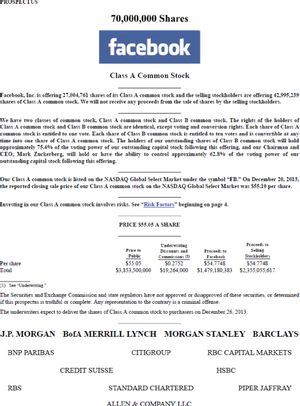 PROSPECTUS
70,000,000 Shares
facebook
Class A Common Stock
Facebook, Inc. is offering 27,004,761 shares of its Class A common stock and the selling stockholders are offering 42,995,239
shares of Class A common stock. We will not receive any proceeds from the sale of shares by the selling stockholders.
We have two classes of common stock, Class A common stock and Class B common stock. The rights of the holders of
Class A common stock and Class B common stock are identical, except voting and conversion rights. Each share of Class A
common stock is entitled to one vote. Each share of Class B common stock is entitled to ten votes and is convertible at any
time into one share of Class A common stock. The holders of our outstanding shares of Class B common stock will hold
approximately 75.4% of the voting power of our outstanding capital stock following this offering, and our Chairman and
CEO, Mark Zuckerberg, will hold or have the ability to control approximately 62.8% of the voting power of our
outstanding capital stock following this offering.
Our Class A common stock is listed on the NASDAQ Global Select Market under the symbol “FB.” On December 20, 2013,
the reported closing sale price of our Class A common stock on the NASDAQ Global Select Market was $55.10 per share.
Investing in our Class A common stock involves risks. See “Risk Factors” beginning on page 4.
PRICE $55.05 A SHARE
Price to Public Underwriting Discounts and Commissions (1) Proceeds to Facebook Proceeds to Selling Stockholders
Per share $55.05 $0.2752 $54.7748 $54.7748
Total $3,853,500,000 $19,264,000 $1,479,180,383 $2,355,055,617
(1) See “Underwriting.”
The Securities and Exchange Commission and state regulators have not approved or disapproved of these securities, or determined
if this prospectus is truthful or complete. Any representation to the contrary is a criminal offense.
The underwriters expect to deliver the shares of Class A common stock to purchasers on December 26, 2013.
J.P. MORGAN BofA MERRILL LYNCH MORGAN STANLEY BARCLAYS
BNP PARIBAS CITIGROUP RBC CAPITAL MARKETS
CREDIT SUISSE HSBC
RBS STANDARD CHARTERED PIPER JAFFRAY
ALLEN & COMPANY LLC